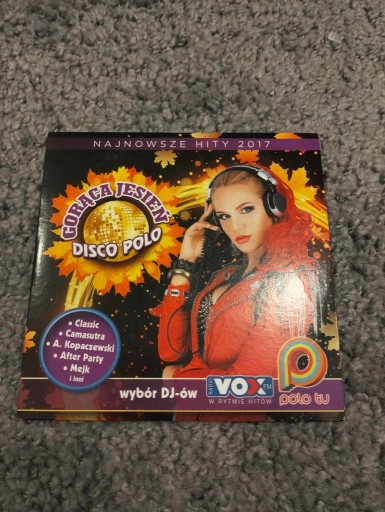 NAJNOWSZE HITY 2017
GORĄCA JESIEŃ
DISCO POLO
• Classic
• Camasutra
• A. Kopaczewski
• After Party
• Mejk
i inni
wybór DJ-ów
RADIO
VOX FM
W RYTMIE HITÓW
polo tv